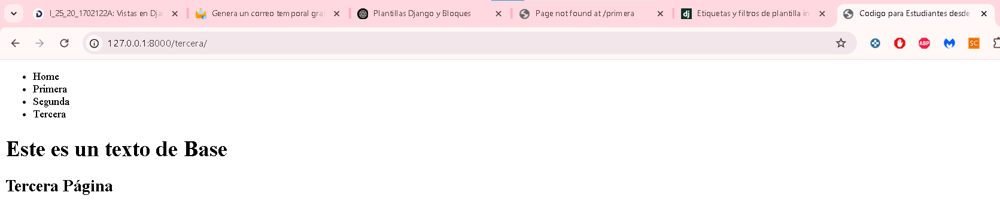 I_25_20_1702122A: Vistas en Dja
Genera un correo temporal grat
Plantillas Django y Bloques
Page not found at /primera
dj
Etiquetas y filtros de plantilla in
Codigo para Estudiantes desde
127.0.0.1:8000/tercera/
ABP
SC
Home
Primera
Segunda
Tercera
Este es un texto de Base
Tercera Página